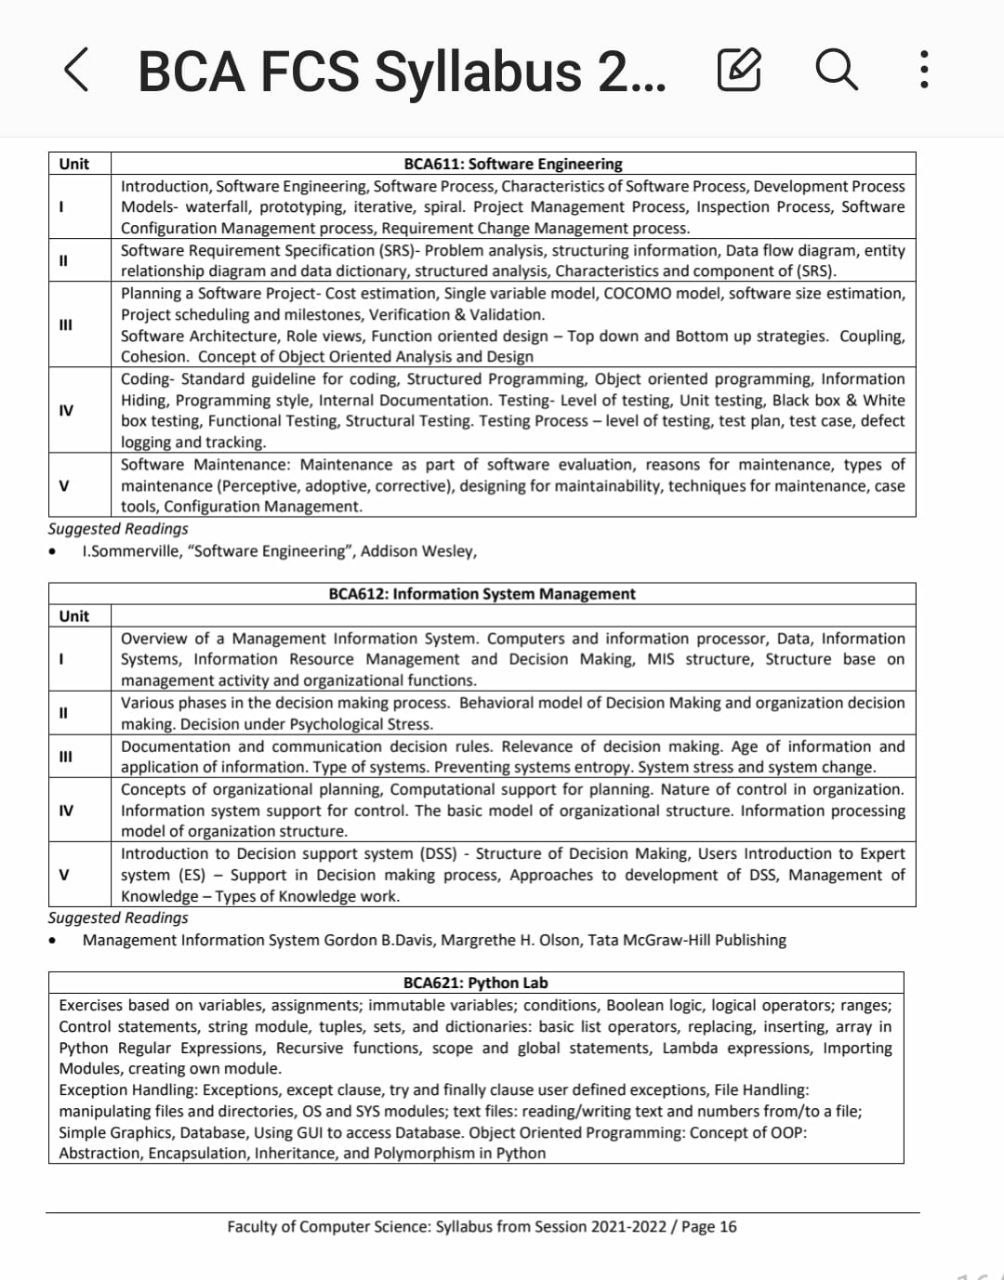 BCA FCS Syllabus 2...
Unit BCA611: Software Engineering
I
Introduction, Software Engineering, Software Process, Characteristics of Software Process, Development Process
Models- waterfall, prototyping, iterative, spiral. Project Management Process, Inspection Process, Software
Configuration Management process, Requirement Change Management process.
II
Software Requirement Specification (SRS)- Problem analysis, structuring information, Data flow diagram, entity
relationship diagram and data dictionary, structured analysis, Characteristics and component of (SRS).
III
Planning a Software Project- Cost estimation, Single variable model, COCOMO model, software size estimation,
Project scheduling and milestones, Verification & Validation.
Software Architecture, Role views, Function oriented design – Top down and Bottom up strategies. Coupling,
Cohesion. Concept of Object Oriented Analysis and Design
IV
Coding- Standard guideline for coding, Structured Programming, Object oriented programming, Information
Hiding, Programming style, Internal Documentation. Testing- Level of testing, Unit testing, Black box & White
box testing, Functional Testing, Structural Testing. Testing Process – level of testing, test plan, test case, defect
logging and tracking.
V
Software Maintenance: Maintenance as part of software evaluation, reasons for maintenance, types of
maintenance (Perceptive, adoptive, corrective), designing for maintainability, techniques for maintenance, case
tools, Configuration Management.
Suggested Readings
• I.Sommerville, “Software Engineering”, Addison Wesley,
BCA612: Information System Management
Unit
I
Overview of a Management Information System. Computers and information processor, Data, Information
Systems, Information Resource Management and Decision Making, MIS structure, Structure base on
management activity and organizational functions.
II
Various phases in the decision making process. Behavioral model of Decision Making and organization decision
making. Decision under Psychological Stress.
III
Documentation and communication decision rules. Relevance of decision making. Age of information and
application of information. Type of systems. Preventing systems entropy. System stress and system change.
IV
Concepts of organizational planning, Computational support for planning. Nature of control in organization.
Information system support for control. The basic model of organizational structure. Information processing
model of organization structure.
V
Introduction to Decision support system (DSS) - Structure of Decision Making, Users Introduction to Expert
system (ES) – Support in Decision making process, Approaches to development of DSS, Management of
Knowledge – Types of Knowledge work.
Suggested Readings
• Management Information System Gordon B.Davis, Margrethe H. Olson, Tata McGraw-Hill Publishing
BCA621: Python Lab
Exercises based on variables, assignments; immutable variables; conditions, Boolean logic, logical operators; ranges;
Control statements, string module, tuples, sets, and dictionaries: basic list operators, replacing, inserting, array in
Python Regular Expressions, Recursive functions, scope and global statements, Lambda expressions, Importing
Modules, creating own module.
Exception Handling: Exceptions, except clause, try and finally clause user defined exceptions, File Handling:
manipulating files and directories, OS and SYS modules; text files: reading/writing text and numbers from/to a file;
Simple Graphics, Database, Using GUI to access Database. Object Oriented Programming: Concept of OOP:
Abstraction, Encapsulation, Inheritance, and Polymorphism in Python
Faculty of Computer Science: Syllabus from Session 2021-2022 / Page 16